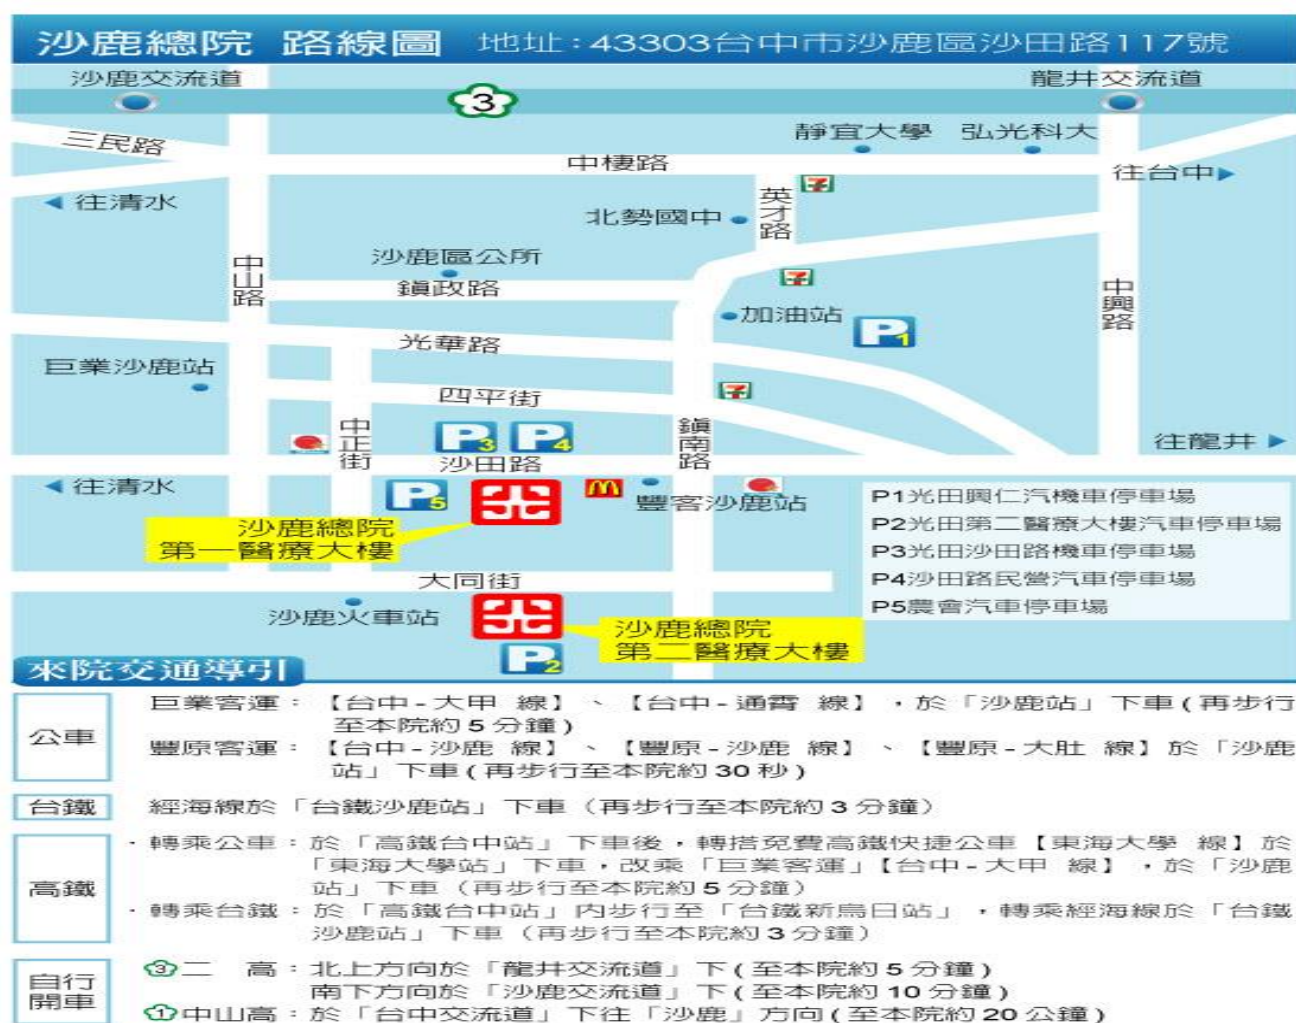 沙鹿總院 路線圖 地址:43303台中市沙鹿區沙田路117號
沙鹿交流道
龍井交流道
3
三民路
靜宜大學 弘光科大
中棲路
往台中
往清水
英才路
7
北勢國中
中山路
沙鹿區公所
鎮政路
7
中興路
加油站
P1
光華路
巨業沙鹿站
四平街
7
中正街
P3 P4
鎮南路
往龍井
沙田路
往清水
P5
豐客沙鹿站
沙鹿總院
第一醫療大樓
P1光田興仁汽機車停車場
P2光田第二醫療大樓汽車停車場
P3光田沙田路機車停車場
P4沙田路民營汽車停車場
P5農會汽車停車場
大同街
沙鹿火車站
沙鹿總院
第二醫療大樓
P2
來院交通導引
公車
巨業客運:【台中-大甲 線】、【台中-通霄 線】,於「沙鹿站」下車(再步行
至本院約5分鐘)
豐原客運:【台中-沙鹿 線】、【豐原-沙鹿 線】、【豐原-大肚 線】於「沙鹿
站」下車(再步行至本院約30秒)
台鐵
經海線於「台鐵沙鹿站」下車(再步行至本院約3分鐘)
高鐵
·轉乘公車:於「高鐵台中站」下車後,轉搭免費高鐵快捷公車【東海大學 線】於
「東海大學站」下車,改乘「巨業客運」【台中-大甲 線】,於「沙鹿
站」下車(再步行至本院約5分鐘)
·轉乘台鐵:於「高鐵台中站」內步行至「台鐵新烏日站」,轉乘經海線於「台鐵
沙鹿站」下車(再步行至本院約3分鐘)
自行
開車
3二 高:北上方向於「龍井交流道」下(至本院約5分鐘)
南下方向於「沙鹿交流道」下(至本院約10分鐘)
1中山高:於「台中交流道」下往「沙鹿」方向(至本院約20公鐘)